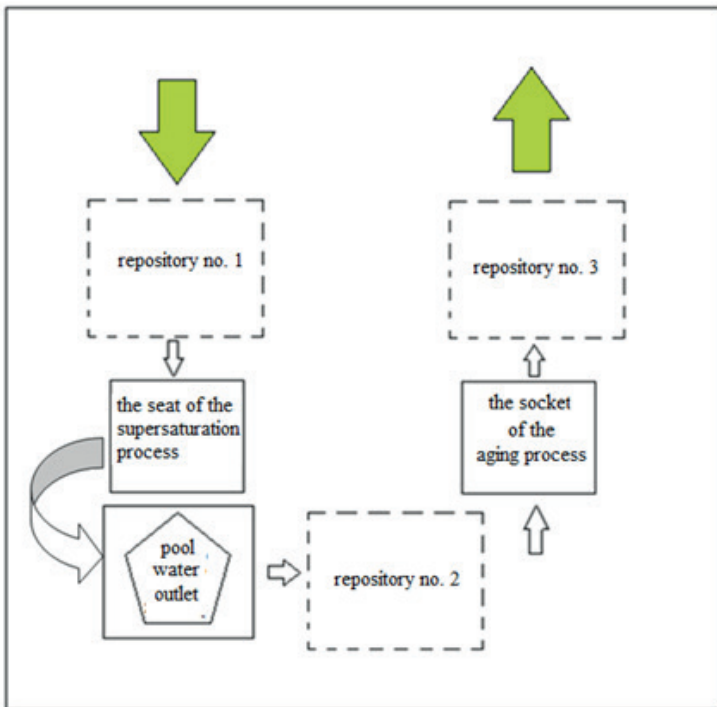 repository no. 1
repository no. 3
the seat of the
supersaturation
process
the socket
of the
aging process
pool
water
outlet
repository no. 2